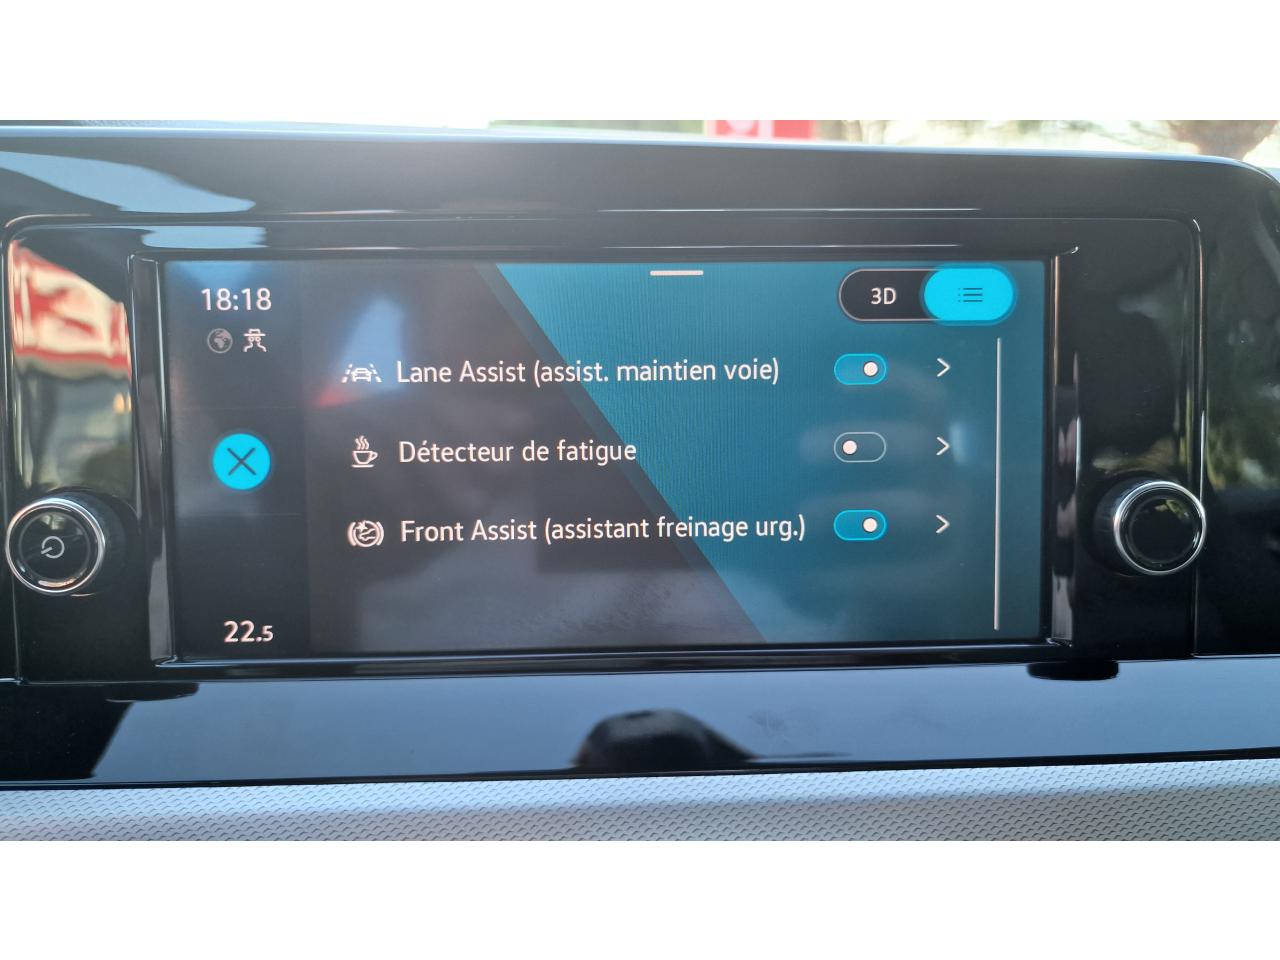 18:18
3D
Lane Assist (assist. maintien voie)
Détecteur de fatigue
Front Assist (assistant freinage urg.)
22.5